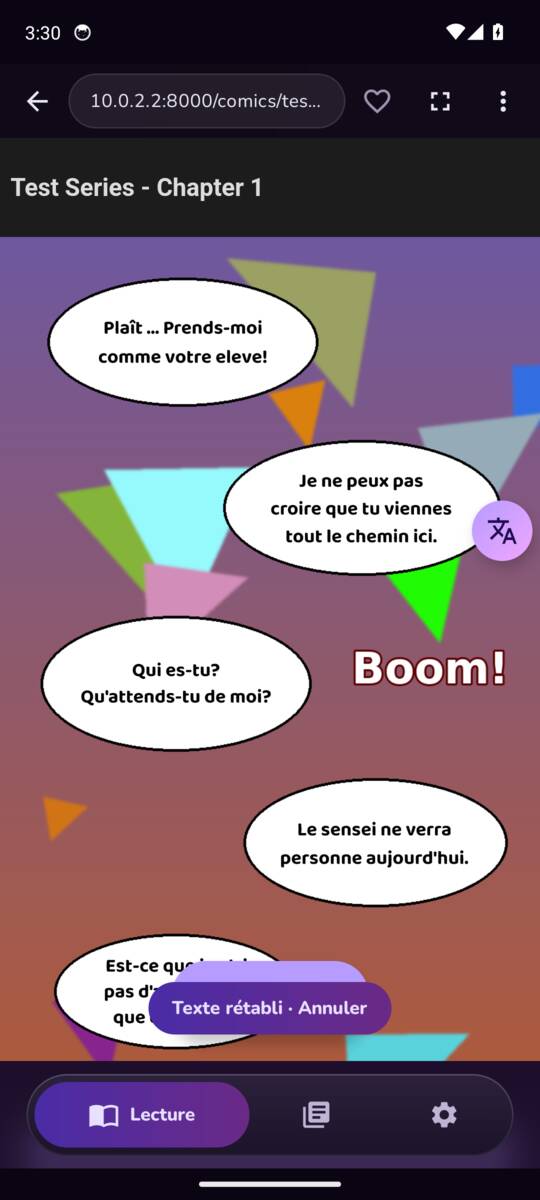 3:30
10.0.2.2:8000/comics/tes...
Test Series - Chapter 1
Plaît ... Prends-moi
comme votre eleve!
Je ne peux pas
croire que tu viennes
tout le chemin ici.
Qui es-tu?
Qu'attends-tu de moi?
Boom!
Le sensei ne verra
personne aujourd'hui.
Est-ce que
pas
que
Texte rétabli · Annuler
Lecture